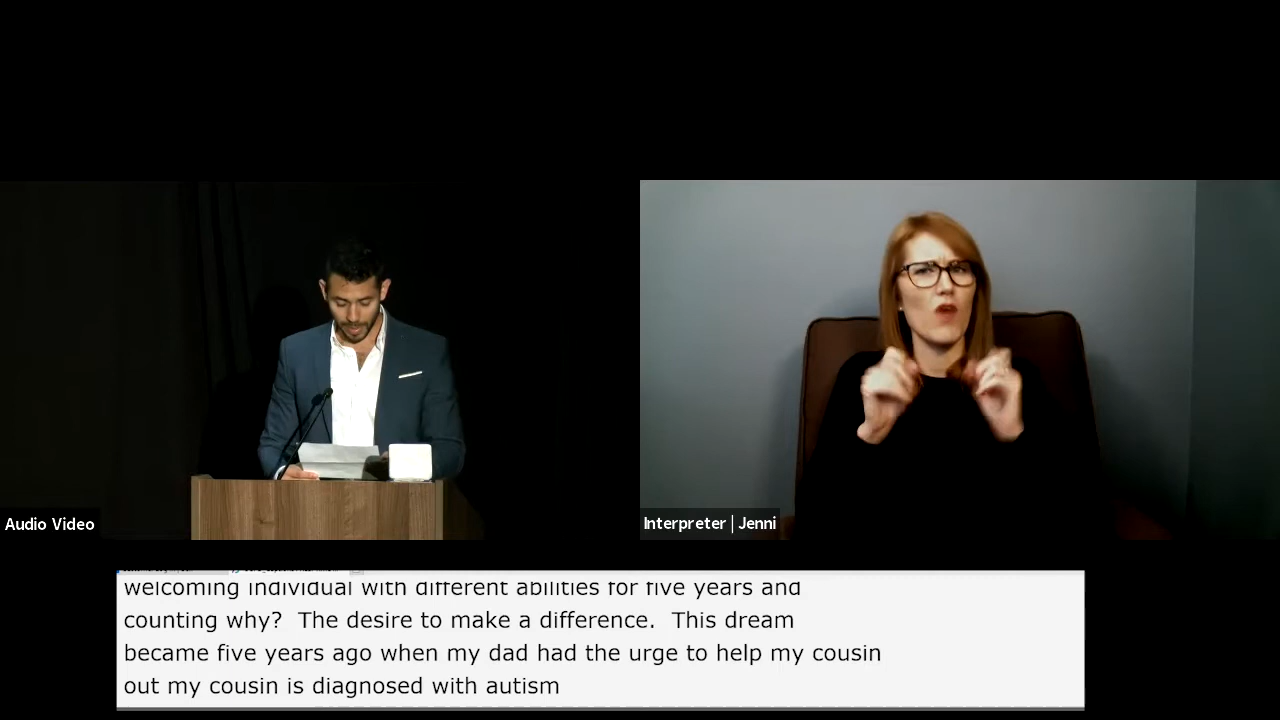 Audio Video
Interpreter | Jenni
welcoming individual with different abilities for five years and
counting why?  The desire to make a difference.  This dream
became five years ago when my dad had the urge to help my cousin
out my cousin is diagnosed with autism